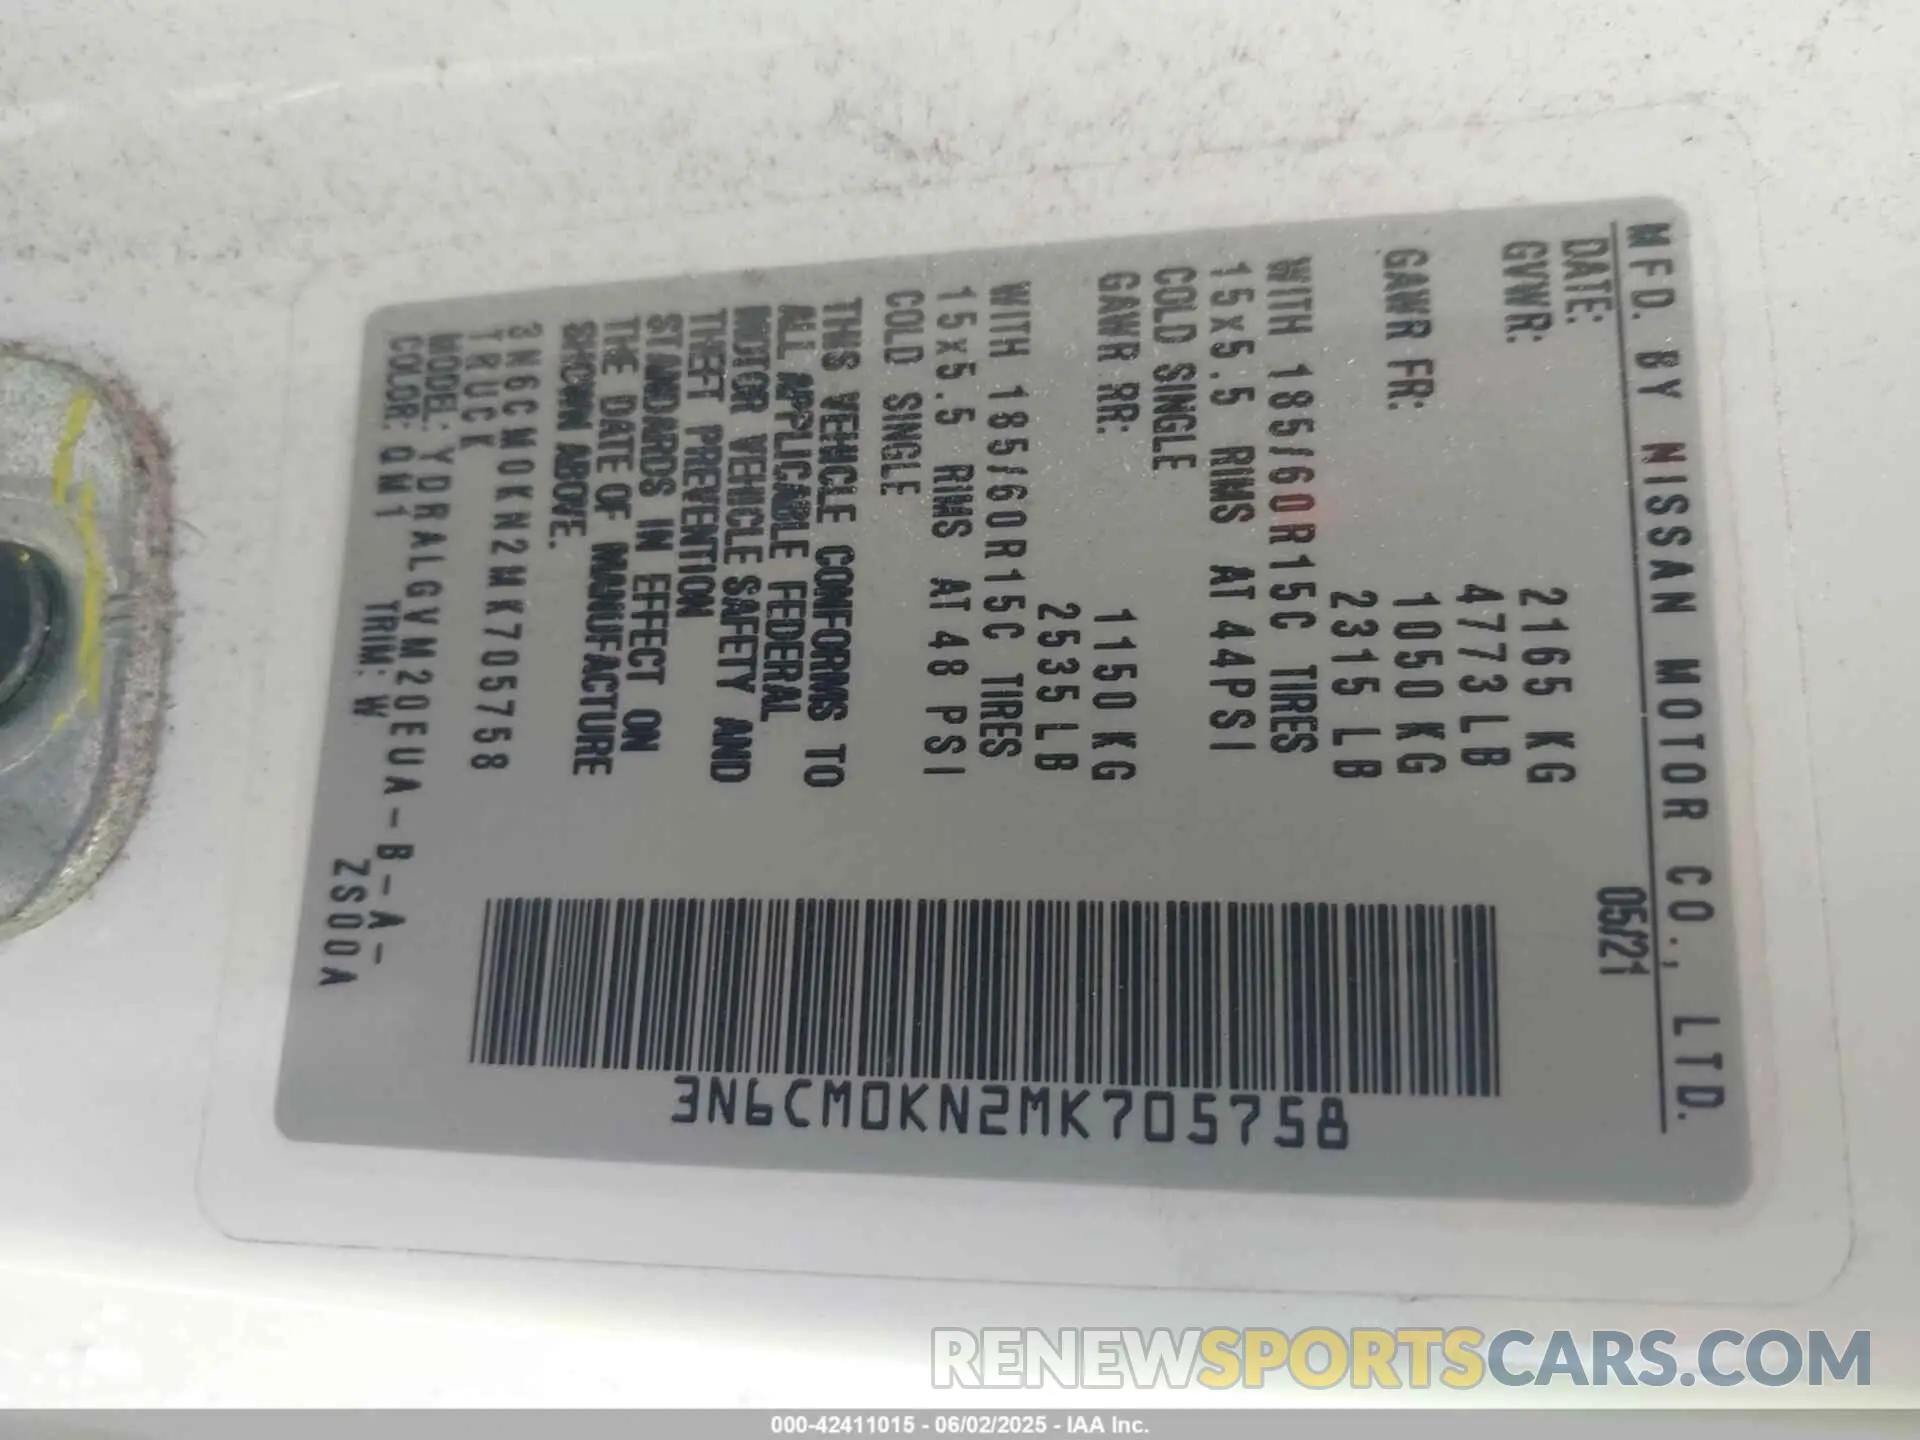 MFD. BY NISSAN MOTOR CO., LTD.
DATE: 05/21
GVWR: 2165 KG
4773 LB
GAWR FR: 1050 KG
2315 LB
WITH 185/60R15C TIRES
15x5.5 RIMS AT 44PSI
COLD SINGLE
GAWR RR: 1150 KG
2535 LB
WITH 185/60R15C TIRES
15x5.5 RIMS AT 48 PSI
COLD SINGLE
THIS VEHICLE CONFORMS TO
ALL APPLICABLE FEDERAL
MOTOR VEHICLE SAFETY AND
THEFT PREVENTION
STANDARDS IN EFFECT ON
THE DATE OF MANUFACTURE
SHOWN ABOVE.
3N6CM0KN2MK705758
TRUCK
MODEL: YDRALGVM20EUA-B-A-
COLOR: QM1 TRIM: W ZS00A
3N6CM0KN2MK705758
RENEWSPORTSCARS.COM
000-42411015 - 06/02/2025 - IAA Inc.